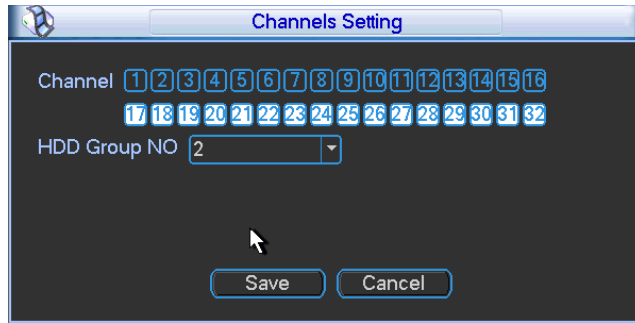 Channels Setting
Channel 1 2 3 4 5 6 7 8 9 10 11 12 13 14 15 16
17 18 19 20 21 22 23 24 25 26 27 28 29 30 31 32
HDD Group NO 2
Save Cancel